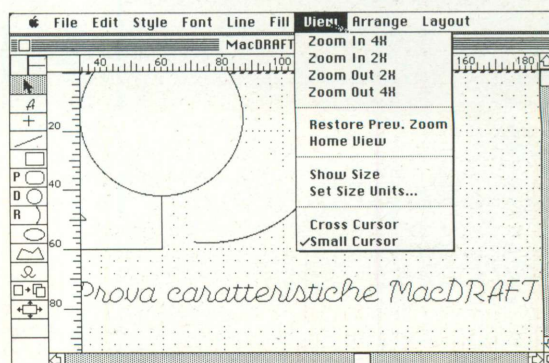 File Edit Style Font Line Fill View Arrange Layout
MacDRAFT
Zoom In 4X
Zoom In 2X
Zoom Out 2X
Zoom Out 4X
Restore Prev. Zoom
Home View
Show Size
Set Size Units...
Cross Cursor
✓Small Cursor
40 60 80 100 160 180
A
20
P
40
D
R
60
80
Prova caratteristiche MacDRAFT